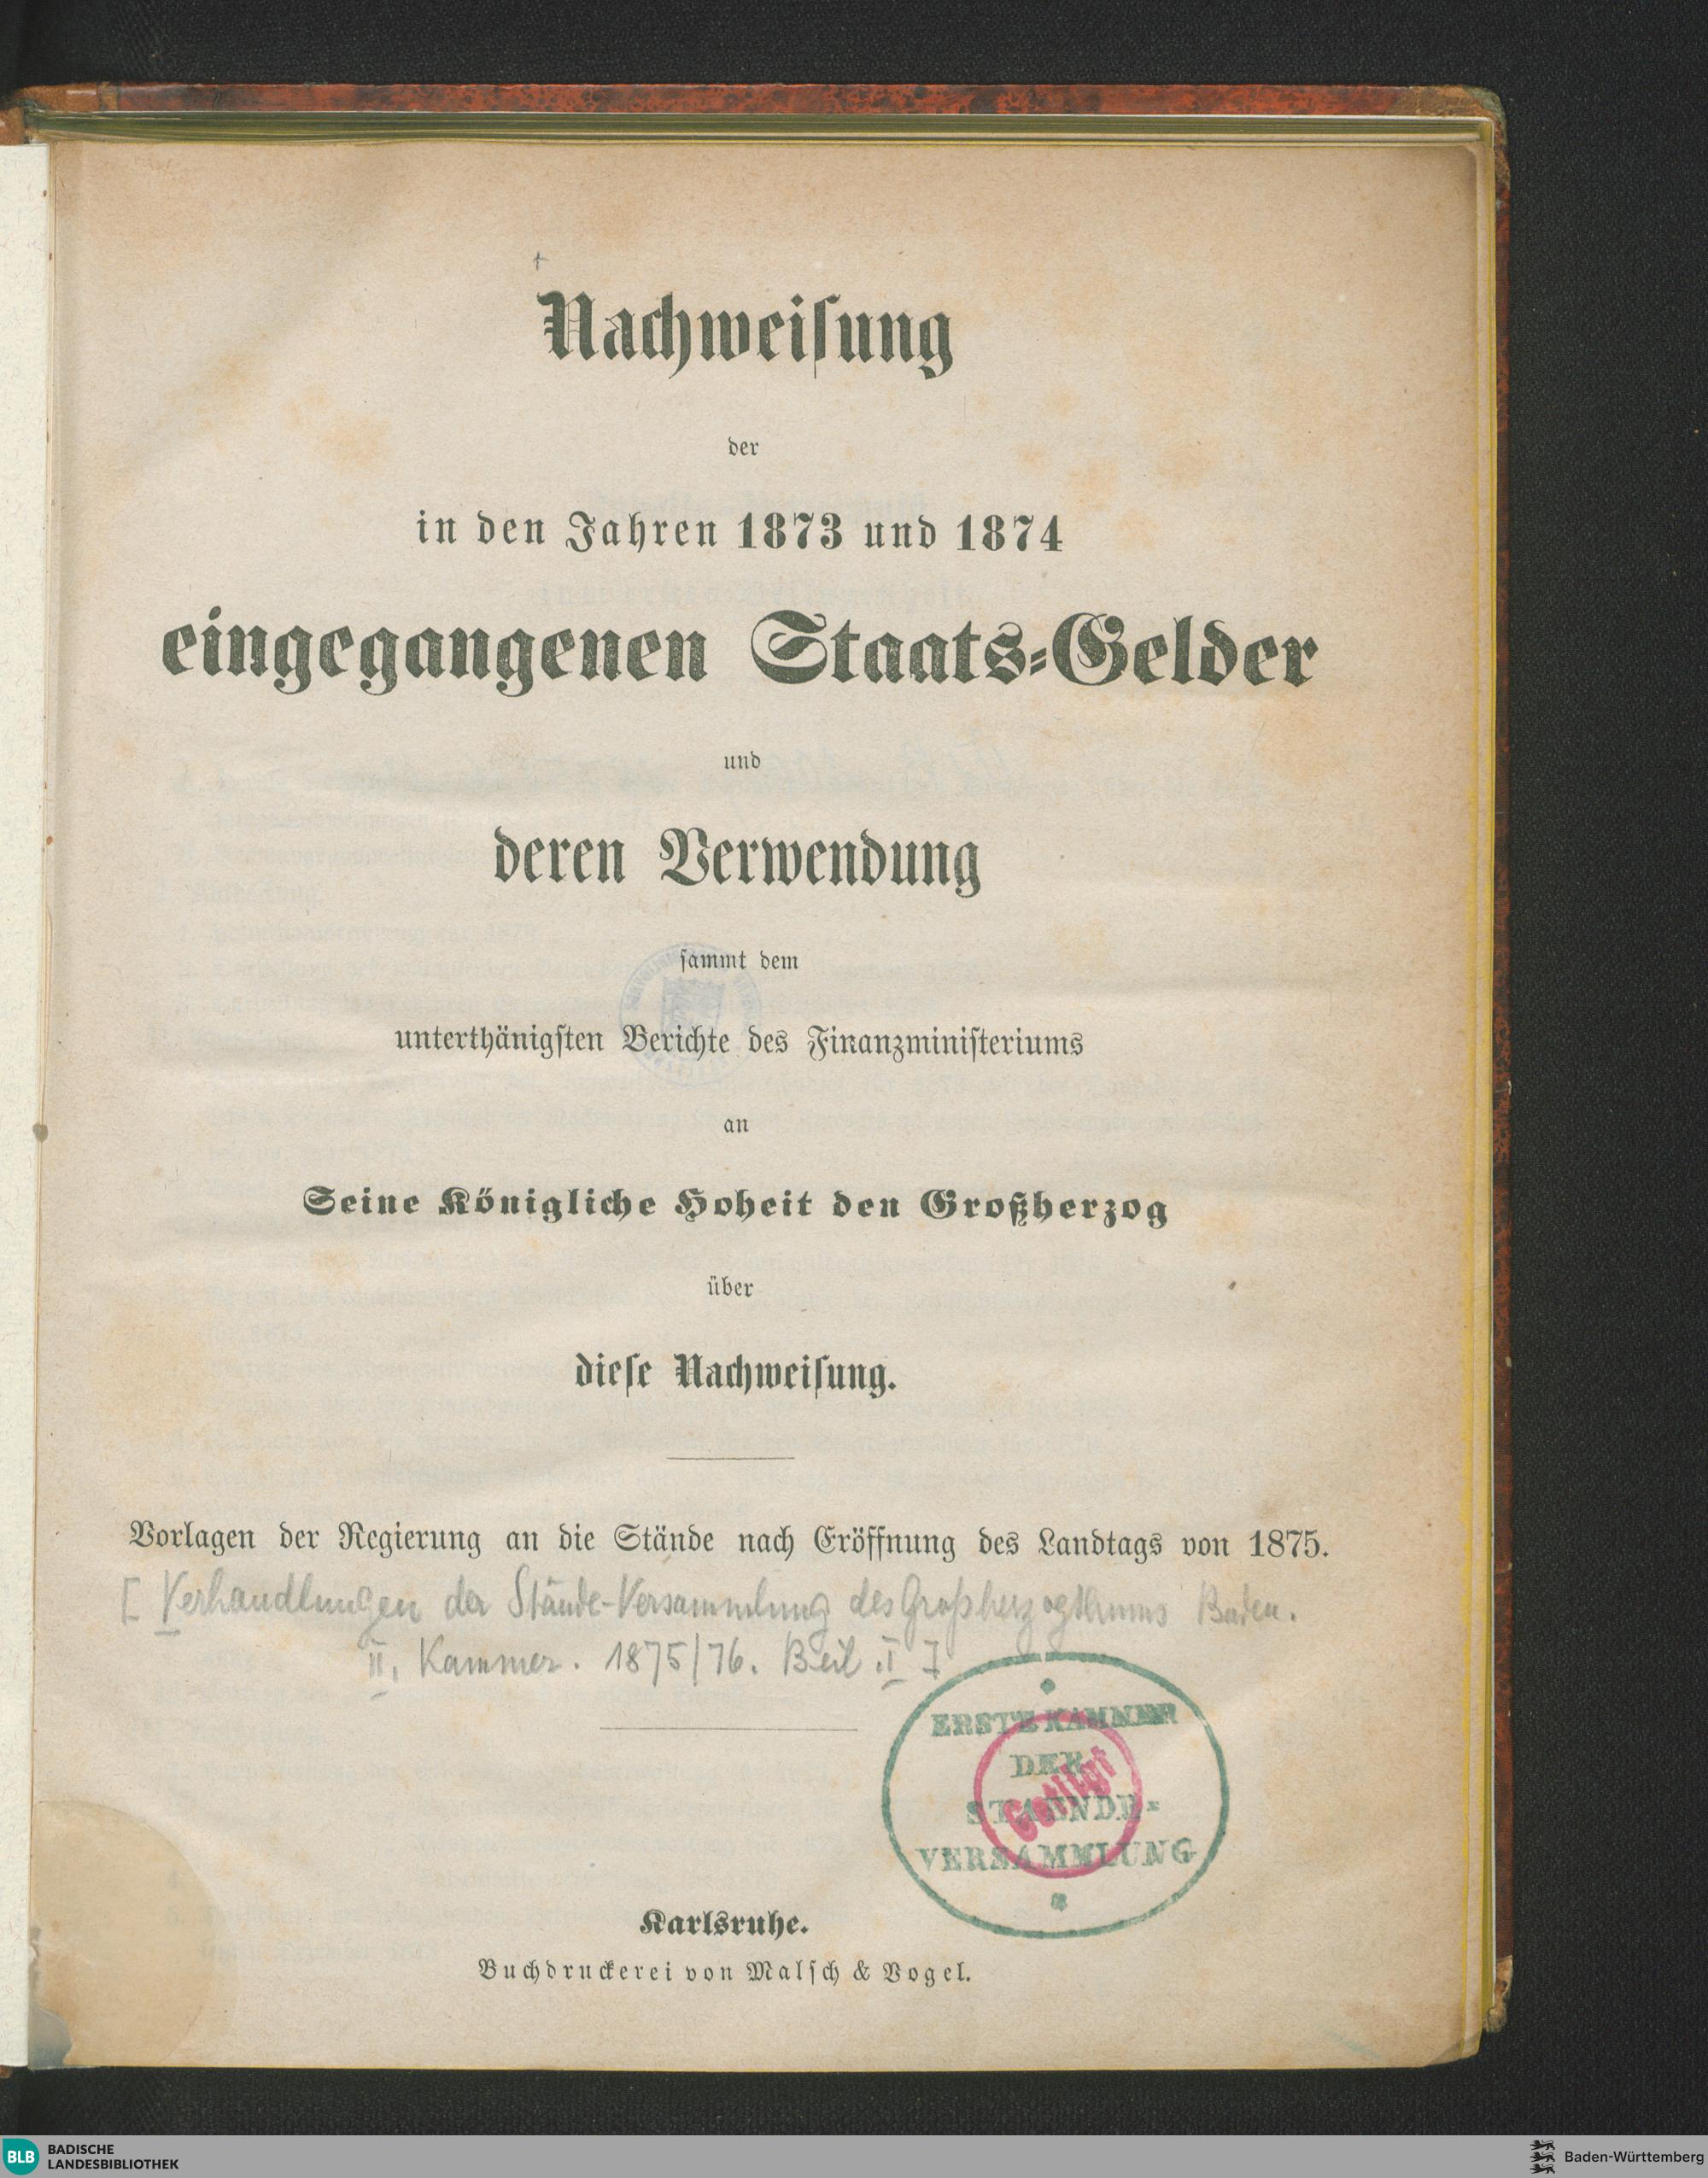 Nachweisung
der
in den Jahren 1873 und 1874
eingegangenen Staats-Gelder
und
deren Verwendung
sammt dem
unterthänigsten Berichte des Finanzministeriums
an
Seine Königliche Hoheit den Großherzog
über
diese Nachweisung.
Vorlagen der Regierung an die Stände nach Eröffnung des Landtags von 1875.
[Verhandlungen der Stände-Versammlung des Großherzogthums Baden.
II. Kammer. 1875/76. Beil. I]
ERSTE KAMMER
DER
STAENDE-
VERSAMMLUNG
Getilgt
Karlsruhe.
Buchdruckerei von Malsch & Vogel.
BLB BADISCHE
LANDESBIBLIOTHEK
Baden-Württemberg